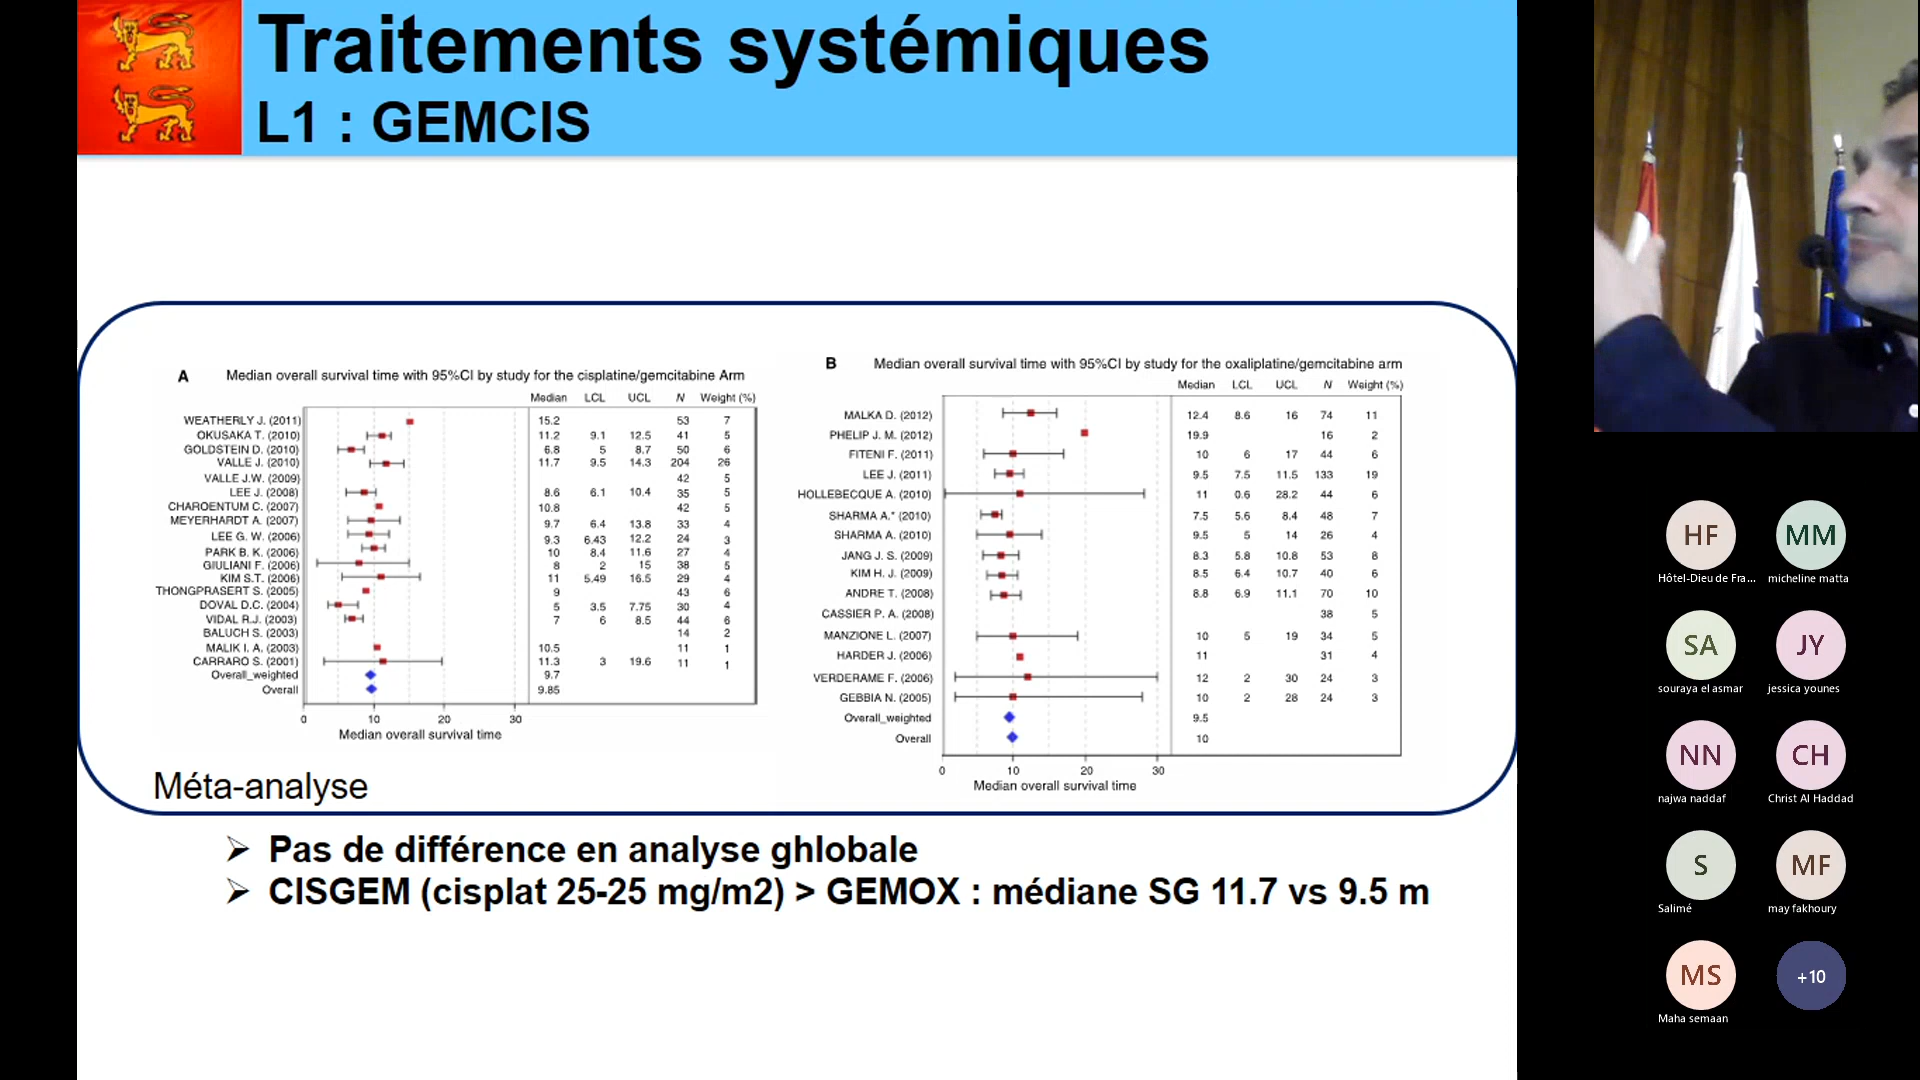 Traitements systémiques
L1 : GEMCIS
A Median overall survival time with 95%CI by study for the cisplatine/gemcitabine Arm
Median LCL UCL N Weight (%)
WEATHERLY J. (2011) 15.2 53 7
OKUSAKA T. (2010) 11.2 9.1 12.5 41 5
GOLDSTEIN D. (2010) 6.8 5 8.7 50 6
VALLE J. (2010) 11.7 9.5 14.3 204 26
VALLE J.W. (2009) 42 5
LEE J. (2008) 8.6 6.1 10.4 35 5
CHAROENTUM C. (2007) 10.8 42 5
MEYERHARDT A. (2007) 9.7 6.4 13.8 33 4
LEE G. W. (2006) 9.3 6.43 12.2 24 3
PARK B. K. (2006) 10 8.4 11.6 27 4
GIULIANI F. (2006) 8 2 15 38 5
KIM S.T. (2006) 11 5.49 16.5 29 4
THONGPRASERT S. (2005) 9 43 6
DOVAL D.C. (2004) 5 3.5 7.75 30 4
VIDAL R.J. (2003) 7 6 8.5 44 6
BALUCH S. (2003) 14 2
MALIK I. A. (2003) 10.5 11 1
CARRARO S. (2001) 11.3 3 19.6 11 1
Overall_weighted 9.7
Overall 9.85
0 10 20 30
Median overall survival time
B Median overall survival time with 95%CI by study for the oxaliplatine/gemcitabine arm
Median LCL UCL N Weight (%)
MALKA D. (2012) 12.4 8.6 16 74 11
PHELIP J. M. (2012) 19.9 16 2
FITENI F. (2011) 10 6 17 44 6
LEE J. (2011) 9.5 7.5 11.5 133 19
HOLLEBECQUE A. (2010) 11 0.6 28.2 44 6
SHARMA A.* (2010) 7.5 5.6 8.4 48 7
SHARMA A. (2010) 9.5 5 14 26 4
JANG J. S. (2009) 8.3 5.8 10.8 53 8
KIM H. J. (2009) 8.5 6.4 10.7 40 6
ANDRE T. (2008) 8.8 6.9 11.1 70 10
CASSIER P. A. (2008) 38 5
MANZIONE L. (2007) 10 5 19 34 5
HARDER J. (2006) 11 31 4
VERDERAME F. (2006) 12 2 30 24 3
GEBBIA N. (2005) 10 2 28 24 3
Overall_weighted 9.5
Overall 10
0 10 20 30
Median overall survival time
Méta-analyse
➢ Pas de différence en analyse ghlobale
➢ CISGEM (cisplat 25-25 mg/m2) > GEMOX : médiane SG 11.7 vs 9.5 m
HF MM
Hôtel-Dieu de Fra... micheline matta
SA JY
souraya el asmar jessica younes
NN CH
najwa naddaf Christ Al Haddad
S MF
Salimé may fakhoury
MS +10
Maha semaan